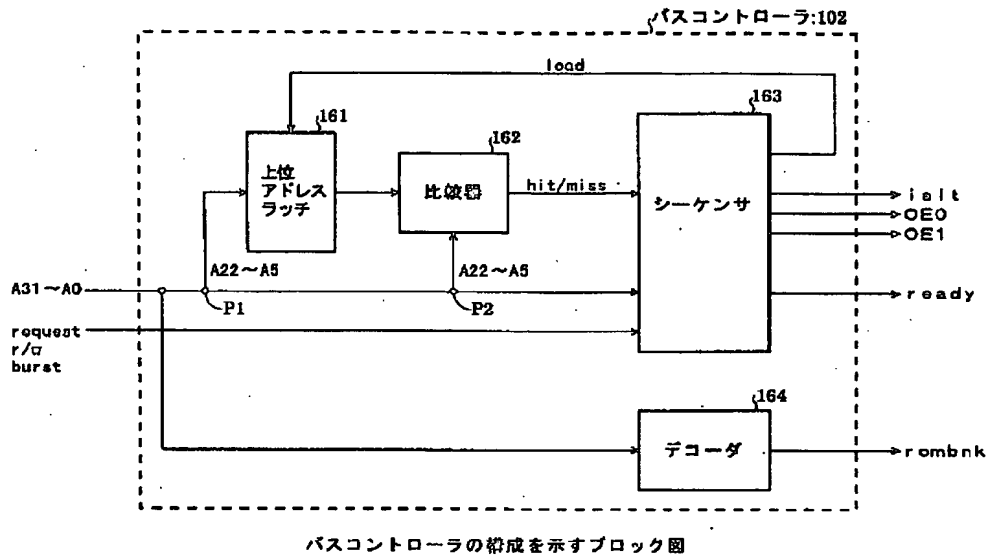 バスコントローラ:102
load
161
上位
アドレス
ラッチ
162
比較器
hit/miss
163
シーケンサ
ialt
OE0
OE1
A22~A5
A22~A5
A31~A0
P1
P2
ready
request
r/w
burst
164
デコーダ
rombnk
バスコントローラの構成を示すブロック図